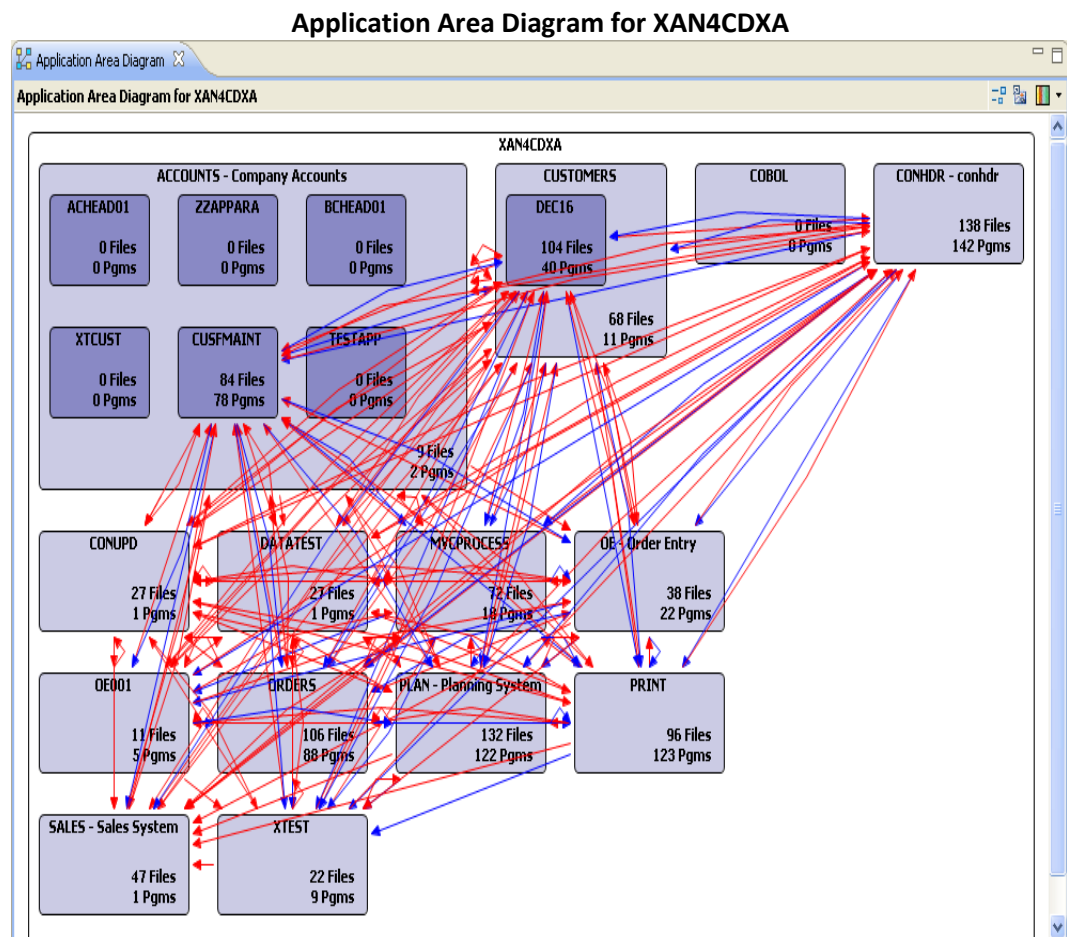 Application Area Diagram for XAN4CDXA
Application Area Diagram
Application Area Diagram for XAN4CDXA
XAN4CDXA
ACCOUNTS - Company Accounts
ACHEAD01
0 Files
0 Pgms
ZZAPPARA
0 Files
0 Pgms
BCHEAD01
0 Files
0 Pgms
XTCUST
0 Files
0 Pgms
CUSFMAINT
84 Files
78 Pgms
TESTAPP
0 Files
0 Pgms
9 Files
2 Pgms
CUSTOMERS
DEC16
104 Files
40 Pgms
68 Files
11 Pgms
COBOL
0 Files
0 Pgms
CONHDR - conhdr
138 Files
142 Pgms
CONUPD
27 Files
1 Pgms
DATATEST
27 Files
1 Pgms
MVCPROCESS
72 Files
18 Pgms
OE - Order Entry
38 Files
22 Pgms
OE001
11 Files
5 Pgms
ORDERS
106 Files
88 Pgms
PLAN - Planning System
132 Files
122 Pgms
PRINT
96 Files
123 Pgms
SALES - Sales System
47 Files
1 Pgms
XTEST
22 Files
9 Pgms